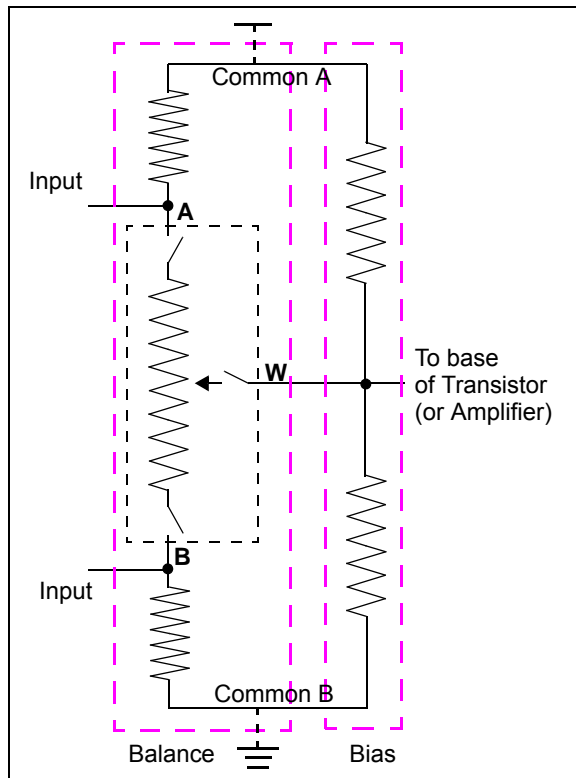 Common A
Input
A
W
To base
of Transistor
(or Amplifier)
B
Input
Common B
Balance
Bias